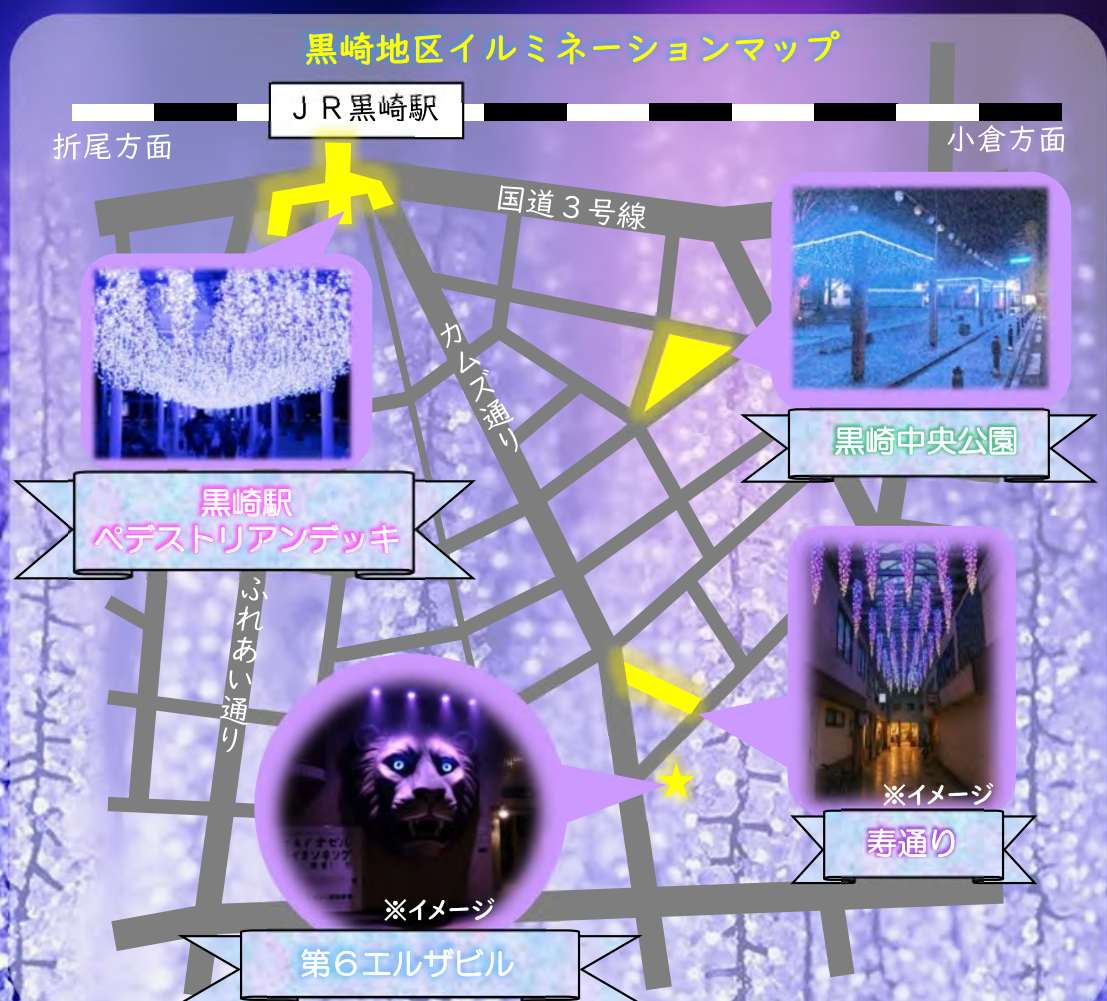 黒崎地区イルミネーションマップ
ＪＲ黒崎駅
折尾方面
小倉方面
国道３号線
カムズ通り
黒崎中央公園
黒崎駅
ペデストリアンデッキ
ふれあい通り
※イメージ
寿通り
※イメージ
第６エルザビル